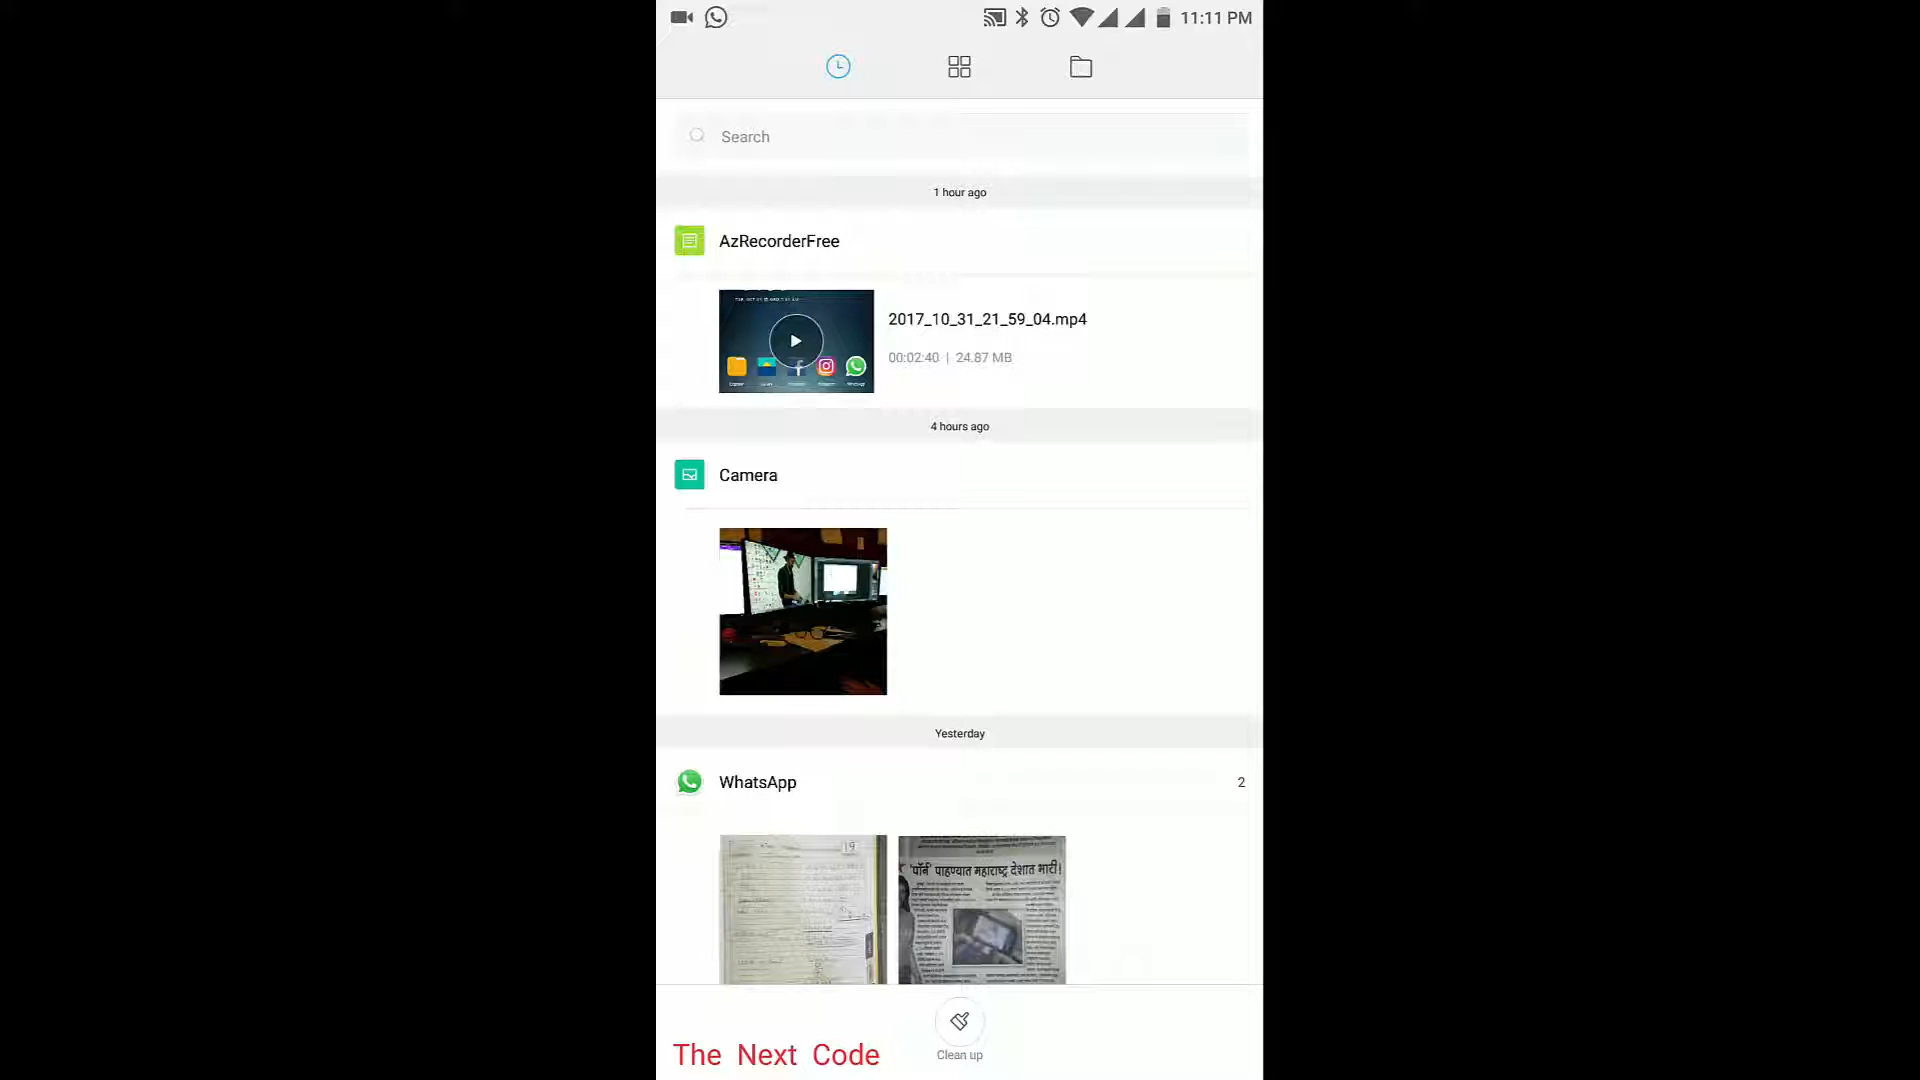 11:11 PM
Search
1 hour ago
AzRecorderFree
2017_10_31_21_59_04.mp4
00:02:40 | 24.87 MB
4 hours ago
Camera
Yesterday
WhatsApp
2
19
'पॉर्न' पाहण्यात महाराष्ट्र देशात भारी!
The Next Code
Clean up